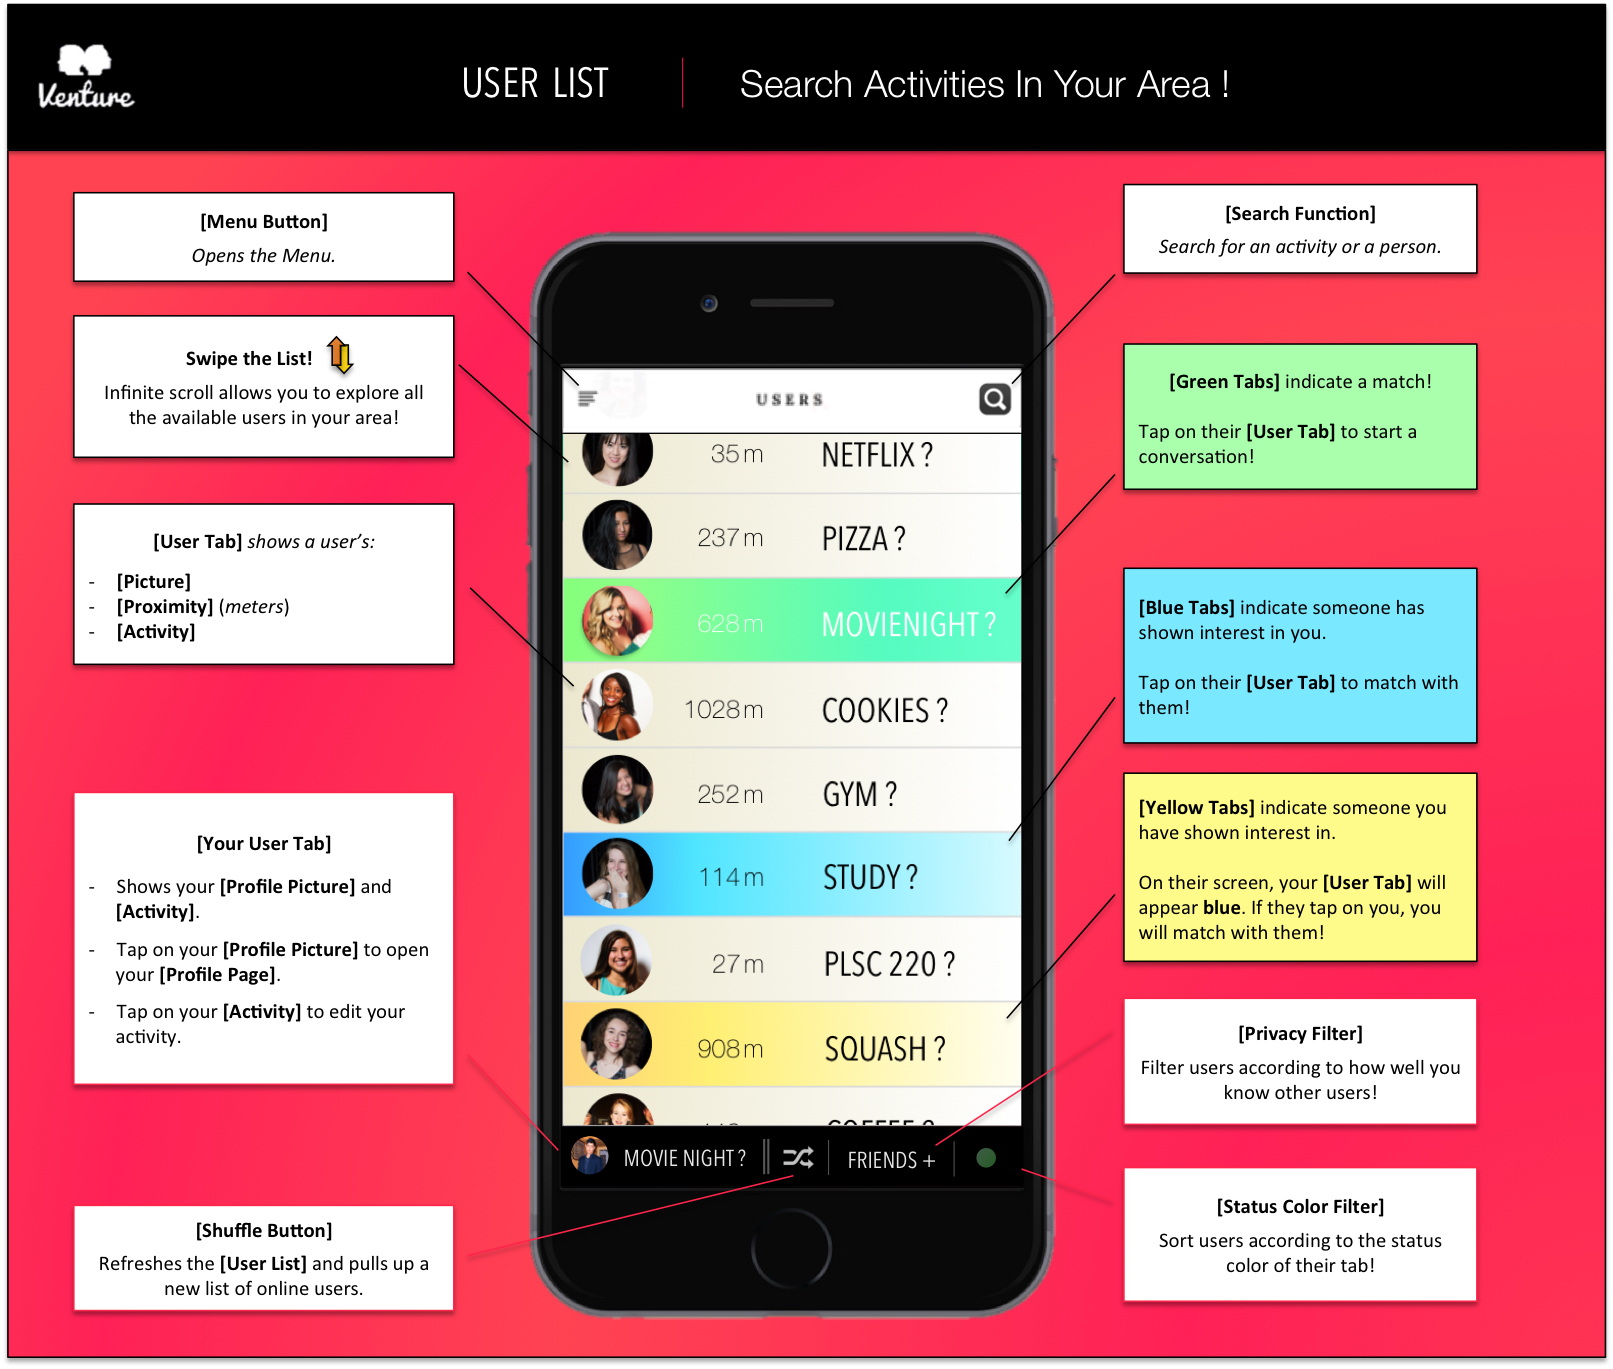 Venture
USER LIST
Search Activities In Your Area !
[Menu Button]
Opens the Menu.
Swipe the List!
Infinite scroll allows you to explore all
the available users in your area!
[User Tab] shows a user's:
- [Picture]
- [Proximity] (meters)
- [Activity]
[Your User Tab]
- Shows your [Profile Picture] and
[Activity].
- Tap on your [Profile Picture] to open
your [Profile Page].
- Tap on your [Activity] to edit your
activity.
[Shuffle Button]
Refreshes the [User List] and pulls up a
new list of online users.
USERS
35 m NETFLIX ?
237 m PIZZA ?
628 m MOVIENIGHT ?
1028 m COOKIES ?
252 m GYM ?
114 m STUDY ?
27 m PLSC 220 ?
908 m SQUASH ?
COFFEE ?
MOVIE NIGHT ?
FRIENDS +
[Search Function]
Search for an activity or a person.
[Green Tabs] indicate a match!
Tap on their [User Tab] to start a
conversation!
[Blue Tabs] indicate someone has
shown interest in you.
Tap on their [User Tab] to match with
them!
[Yellow Tabs] indicate someone you
have shown interest in.
On their screen, your [User Tab] will
appear blue. If they tap on you, you
will match with them!
[Privacy Filter]
Filter users according to how well you
know other users!
[Status Color Filter]
Sort users according to the status
color of their tab!